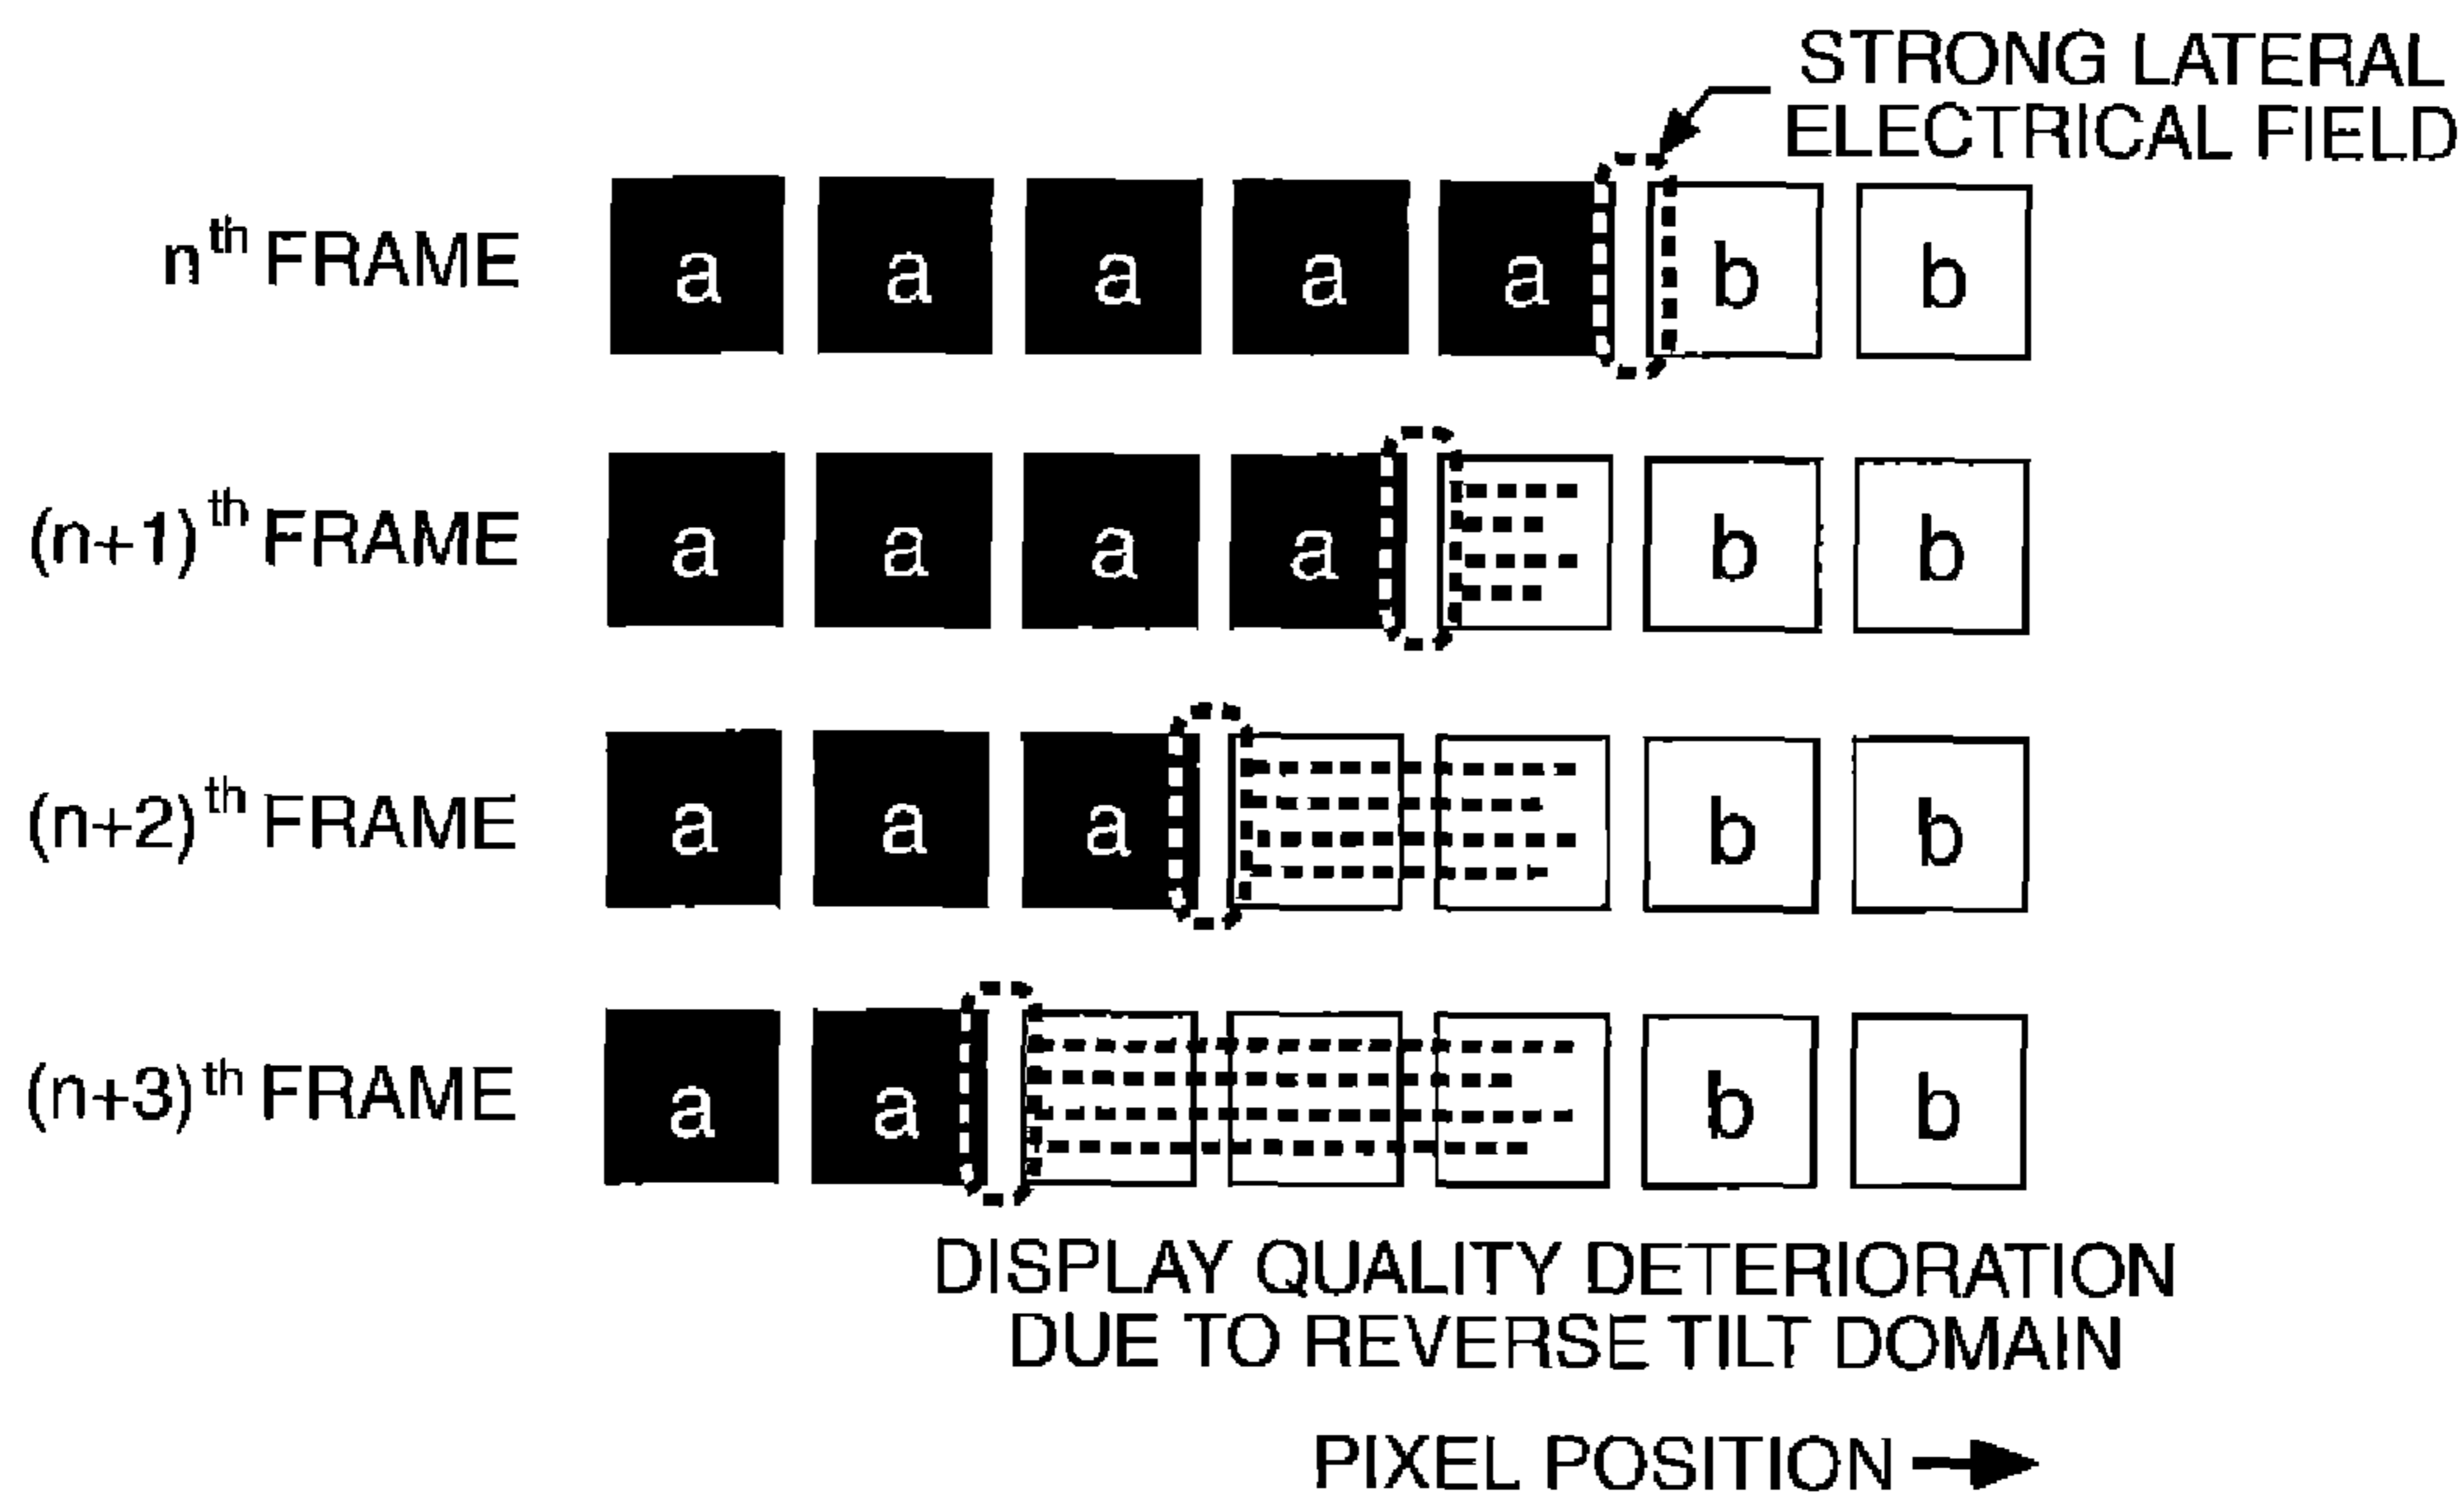 STRONG LATERAL
ELECTRICAL FIELD
nth FRAME a a a a a b b
(n+1)th FRAME a a a a b b
(n+2)th FRAME a a a b b
(n+3)th FRAME a a b b
DISPLAY QUALITY DETERIORATION
DUE TO REVERSE TILT DOMAIN
PIXEL POSITION